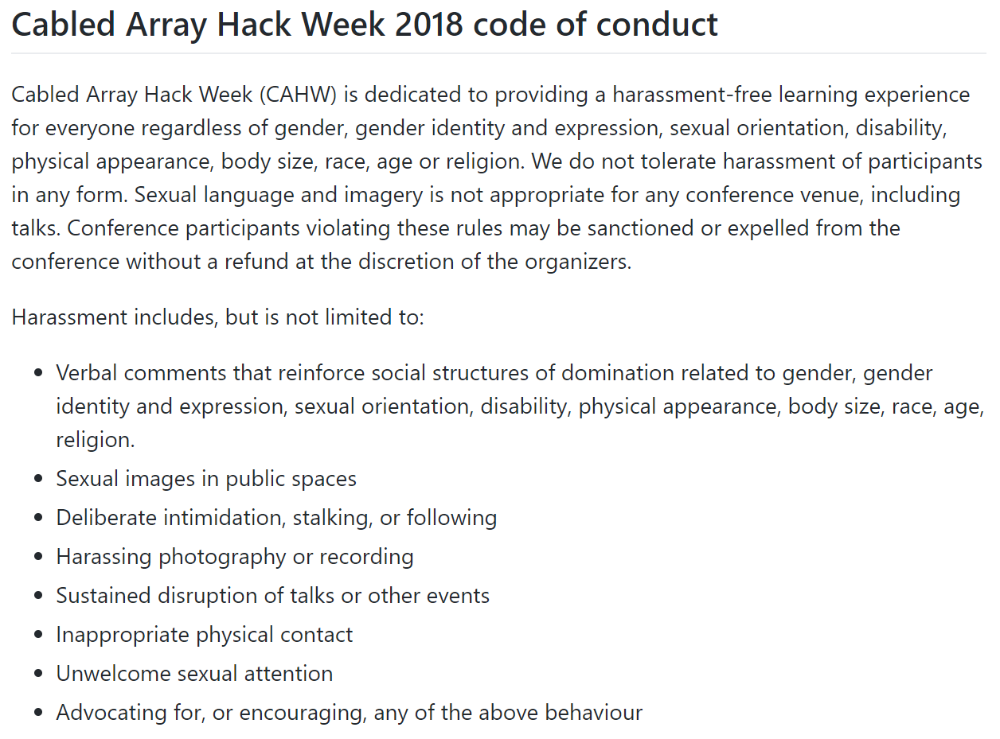 Cabled Array Hack Week 2018 code of conduct
Cabled Array Hack Week (CAHW) is dedicated to providing a harassment-free learning experience
for everyone regardless of gender, gender identity and expression, sexual orientation, disability,
physical appearance, body size, race, age or religion. We do not tolerate harassment of participants
in any form. Sexual language and imagery is not appropriate for any conference venue, including
talks. Conference participants violating these rules may be sanctioned or expelled from the
conference without a refund at the discretion of the organizers.
Harassment includes, but is not limited to:
• Verbal comments that reinforce social structures of domination related to gender, gender
identity and expression, sexual orientation, disability, physical appearance, body size, race, age,
religion.
• Sexual images in public spaces
• Deliberate intimidation, stalking, or following
• Harassing photography or recording
• Sustained disruption of talks or other events
• Inappropriate physical contact
• Unwelcome sexual attention
• Advocating for, or encouraging, any of the above behaviour